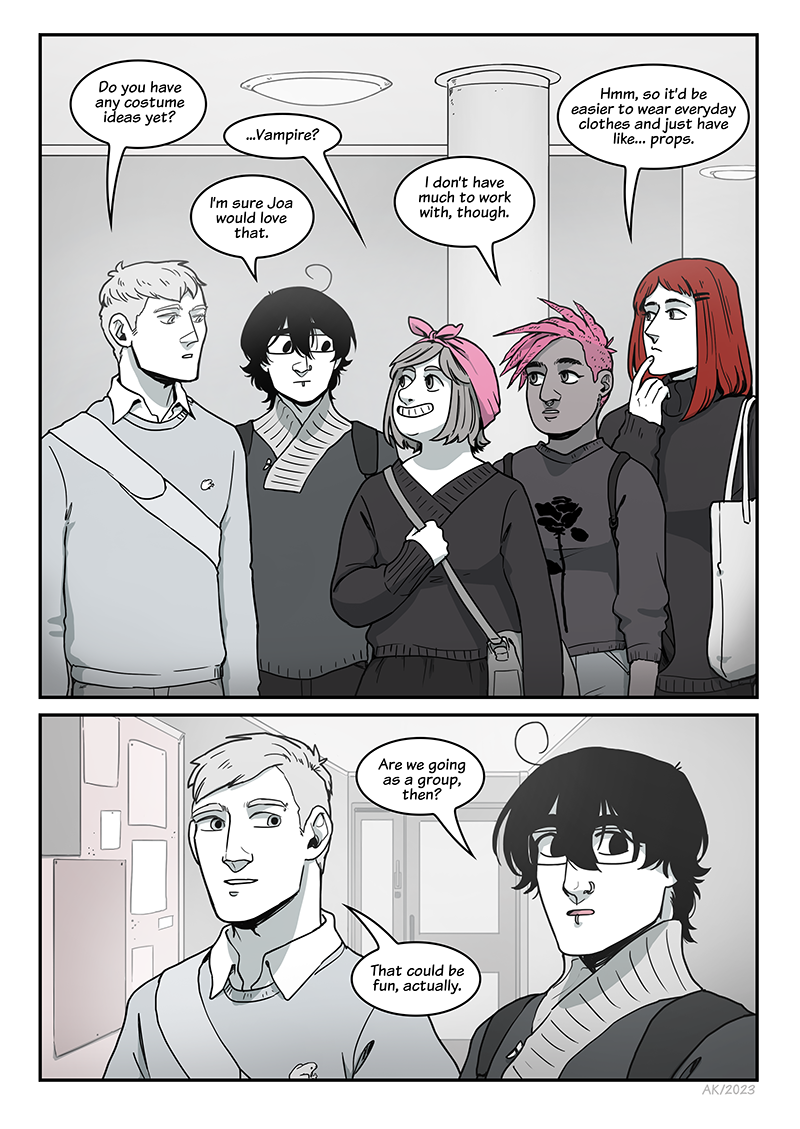 Do you have
any costume
ideas yet?
...Vampire?
I'm sure Joa
would love
that.
I don't have
much to work
with, though.
Hmm, so it'd be
easier to wear everyday
clothes and just have
like... props.
Are we going
as a group,
then?
That could be
fun, actually.
AK/2023